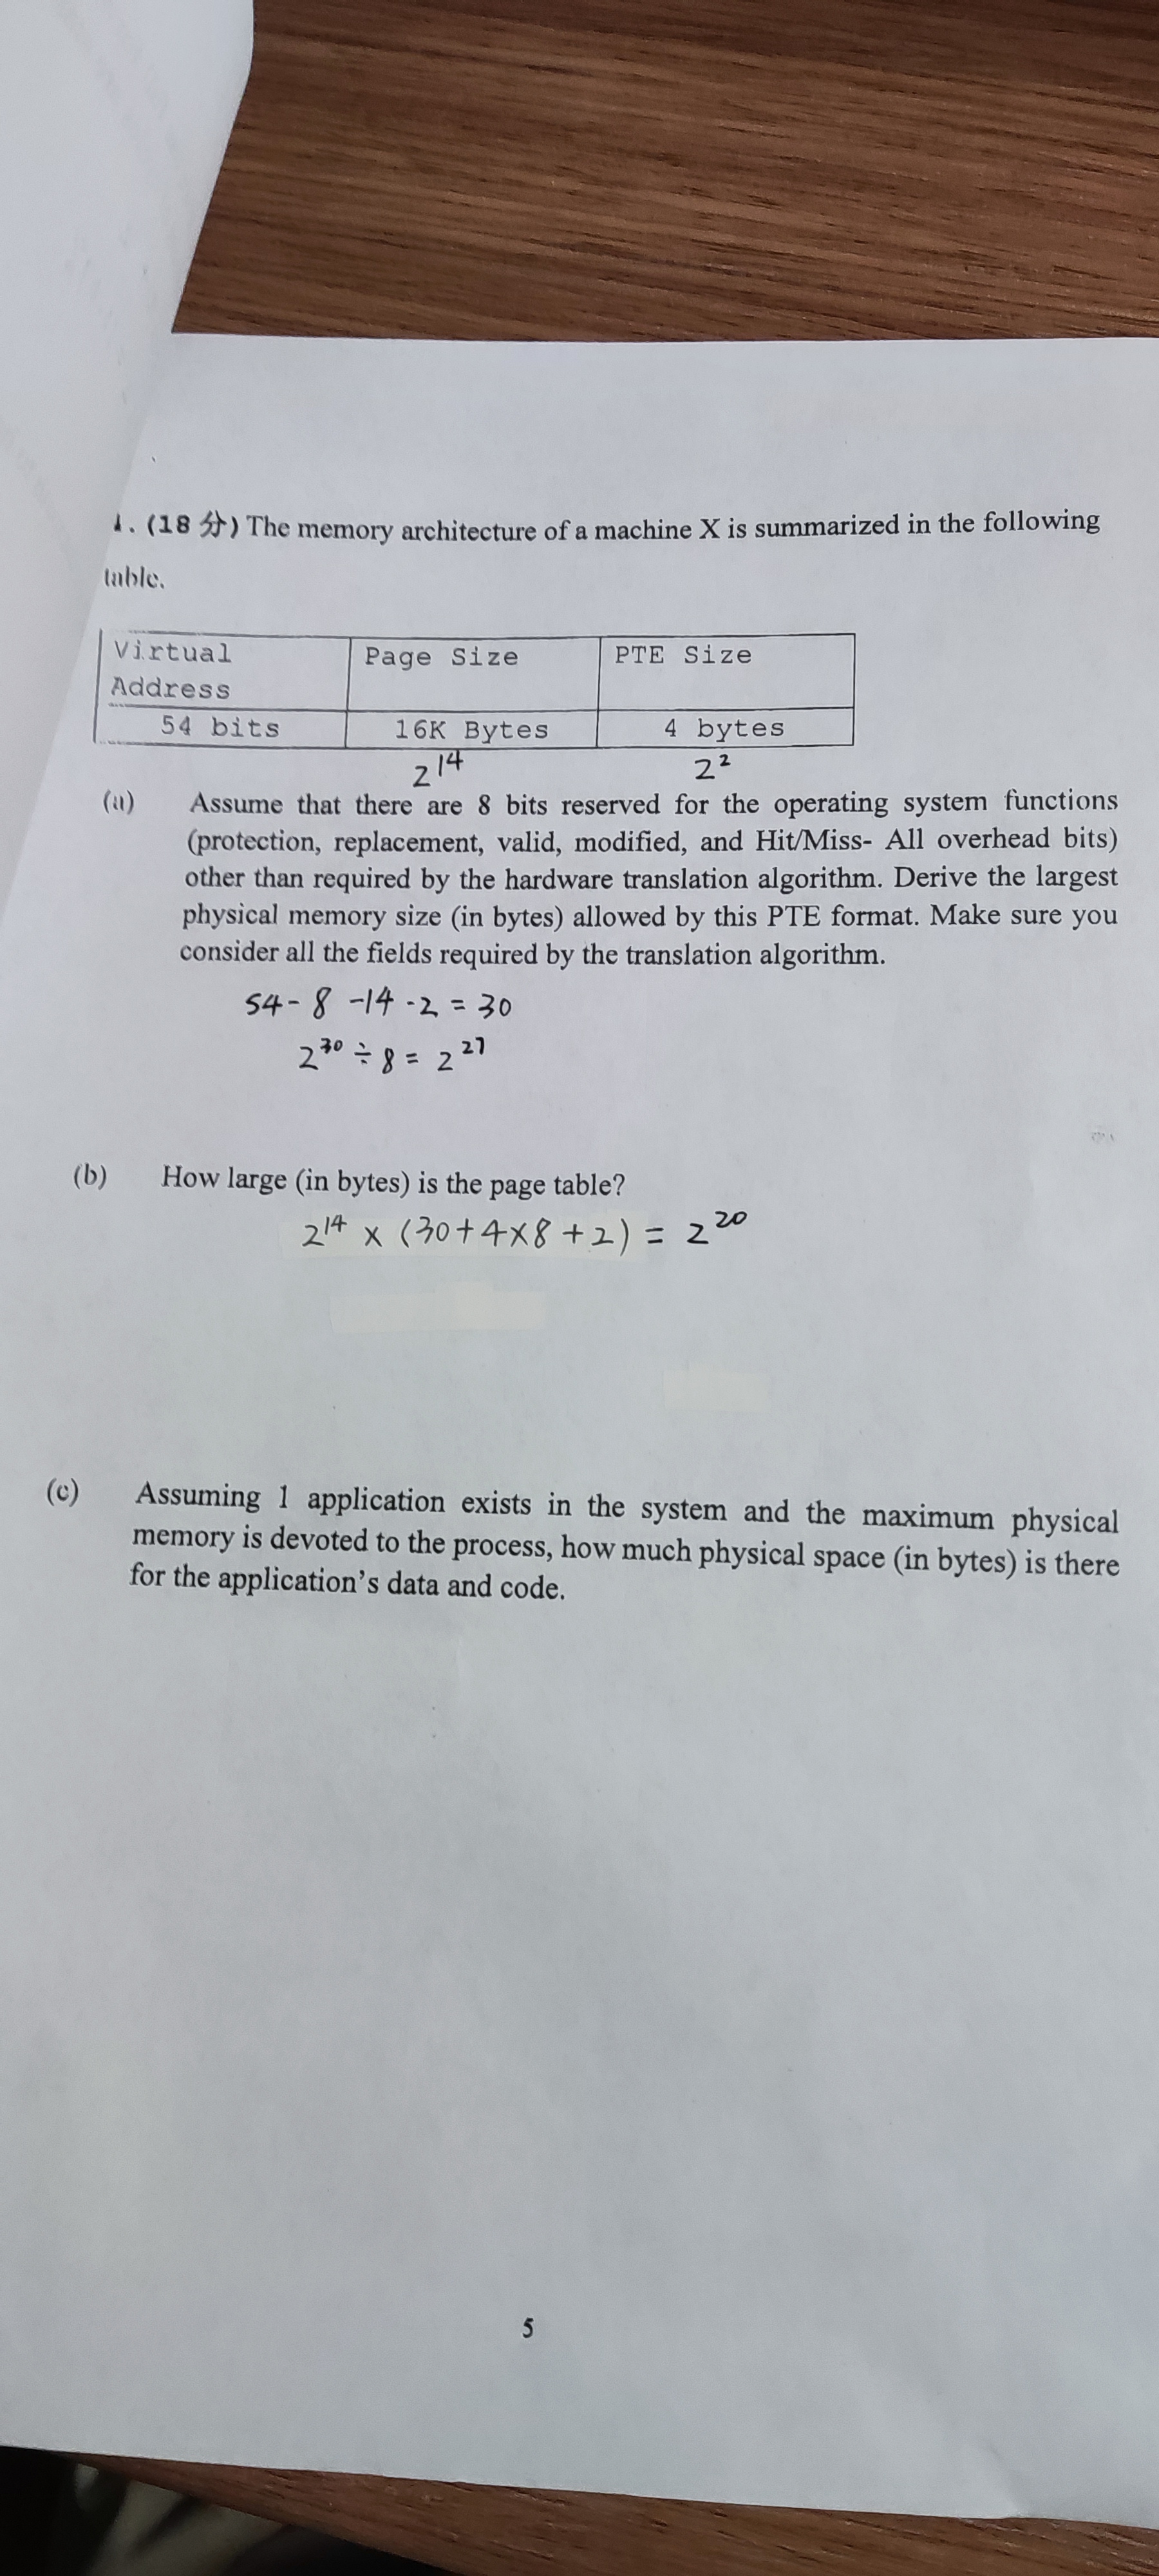 1. (18 分) The memory architecture of a machine X is summarized in the following
table.
Virtual Address | Page Size | PTE Size
54 bits | 16K Bytes | 4 bytes
2^14 2^2
(a) Assume that there are 8 bits reserved for the operating system functions
(protection, replacement, valid, modified, and Hit/Miss- All overhead bits)
other than required by the hardware translation algorithm. Derive the largest
physical memory size (in bytes) allowed by this PTE format. Make sure you
consider all the fields required by the translation algorithm.
54 - 8 - 14 - 2 = 30
2^30 ÷ 8 = 2^27
(b) How large (in bytes) is the page table?
2^14 × (30 + 4×8 + 2) = 2^20
(c) Assuming 1 application exists in the system and the maximum physical
memory is devoted to the process, how much physical space (in bytes) is there
for the application's data and code.
5